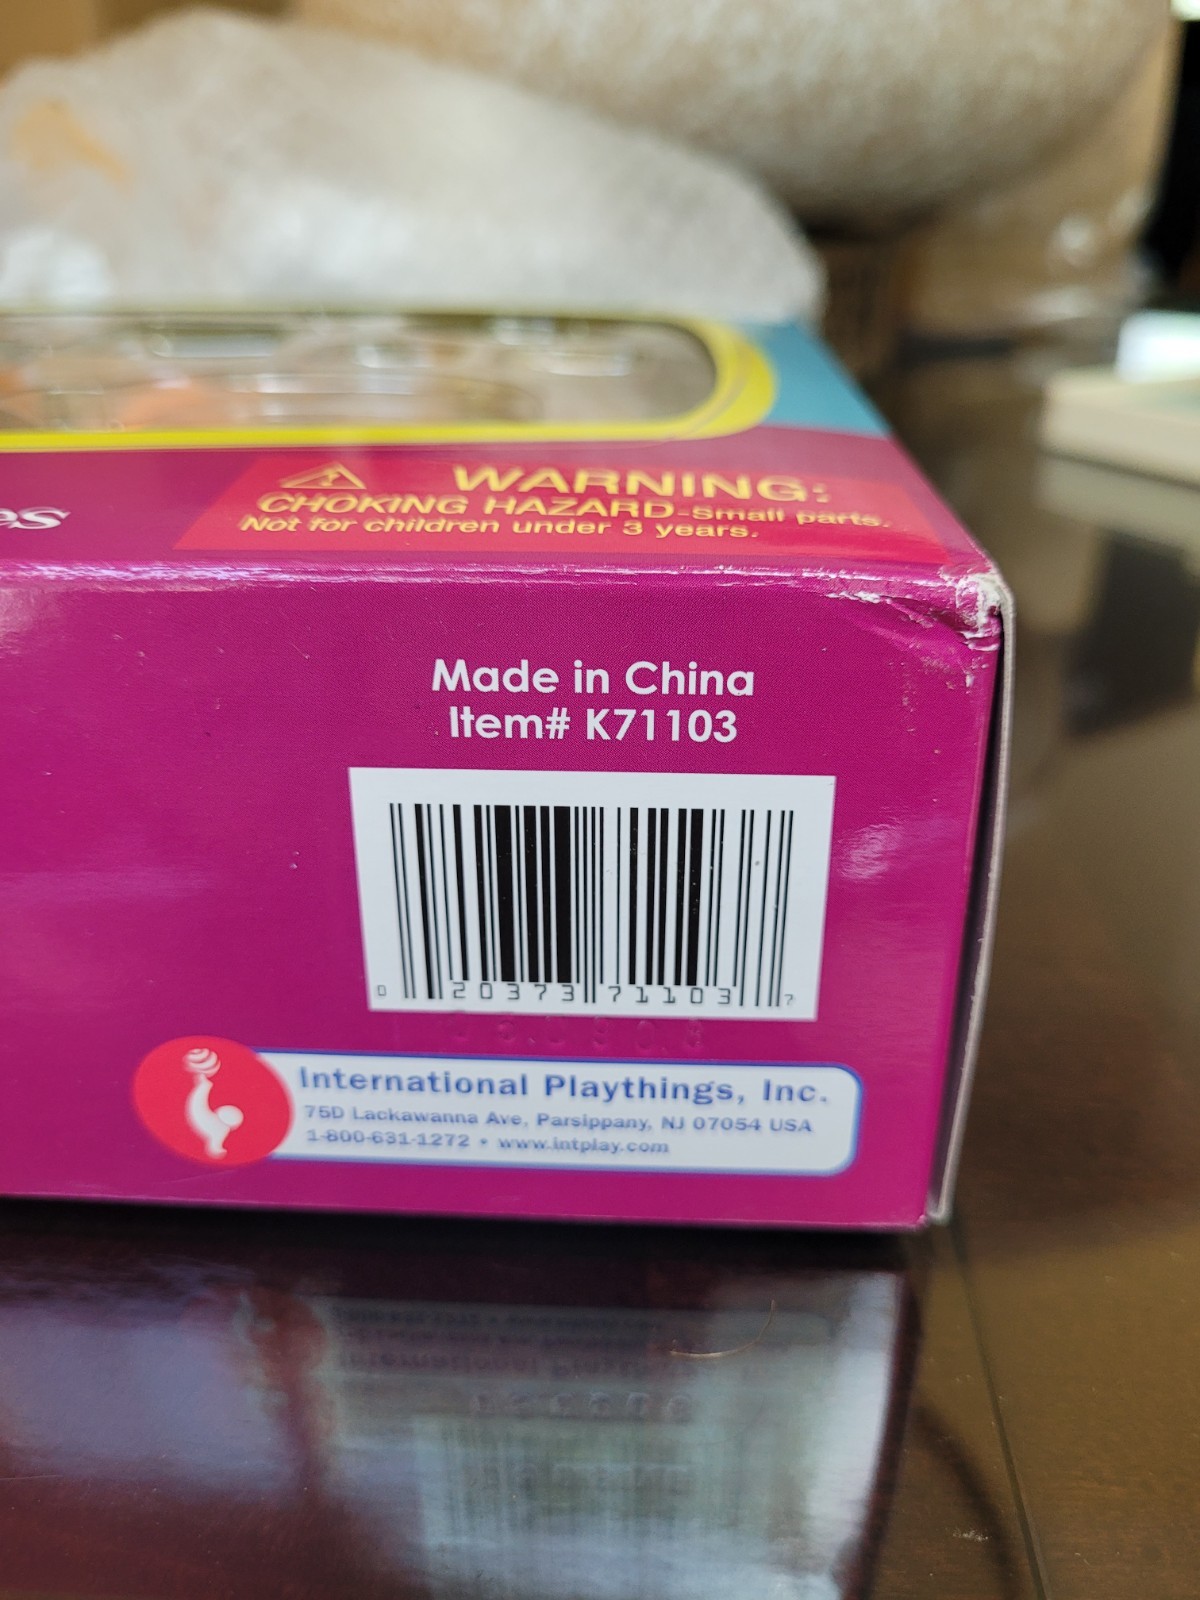 es
WARNING:
CHOKING HAZARD-Small parts.
Not for children under 3 years.
Made in China
Item# K71103
0 20373 71103 7
International Playthings, Inc.
75D Lackawanna Ave, Parsippany, NJ 07054 USA
1-800-631-1272 • www.intplay.com